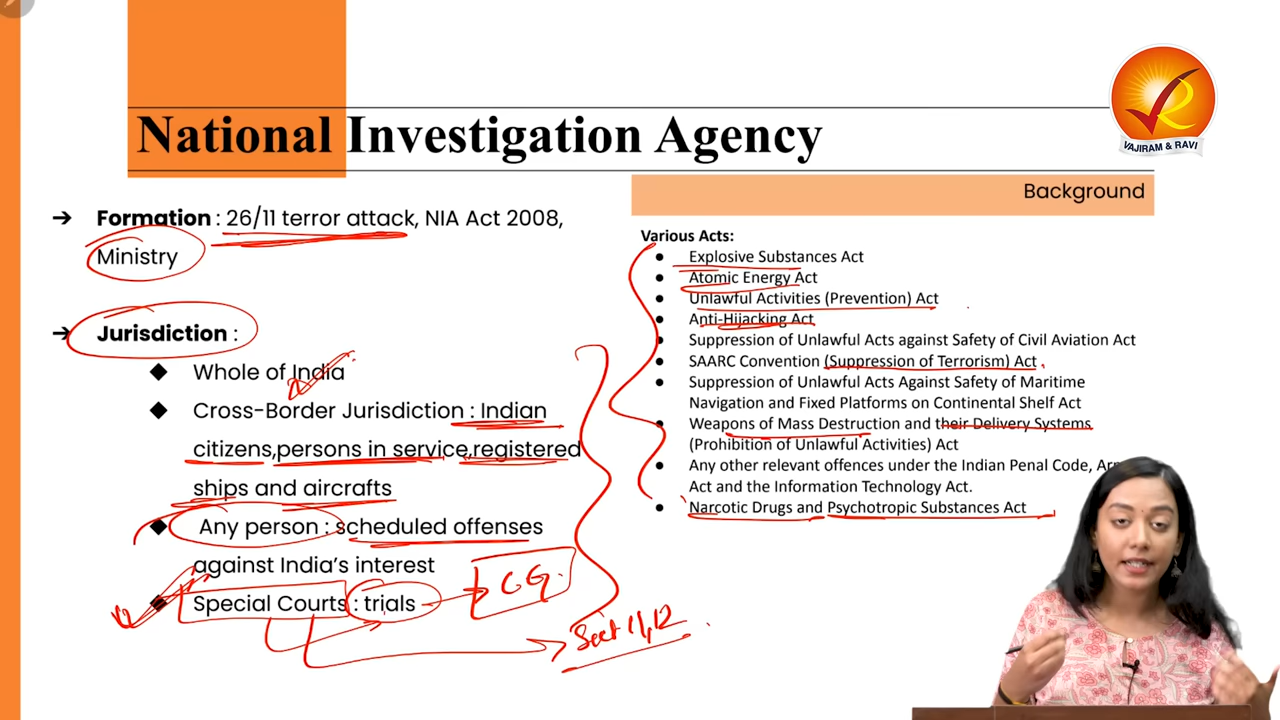 VAJIRAM & RAVI
National Investigation Agency
➔ Formation : 26/11 terror attack, NIA Act 2008,
Ministry
➔ Jurisdiction :
◆ Whole of India
◆ Cross-Border Jurisdiction : Indian
citizens,persons in service,registered
ships and aircrafts
◆ Any person : scheduled offenses
against India's interest
◆ Special Courts : trials
C G.
Sect 11, 12
Background
Various Acts:
● Explosive Substances Act
● Atomic Energy Act
● Unlawful Activities (Prevention) Act
● Anti-Hijacking Act
● Suppression of Unlawful Acts against Safety of Civil Aviation Act
● SAARC Convention (Suppression of Terrorism) Act
● Suppression of Unlawful Acts Against Safety of Maritime
Navigation and Fixed Platforms on Continental Shelf Act
● Weapons of Mass Destruction and their Delivery Systems
(Prohibition of Unlawful Activities) Act
● Any other relevant offences under the Indian Penal Code,
Act and the Information Technology Act.
● Narcotic Drugs and Psychotropic Substances Act